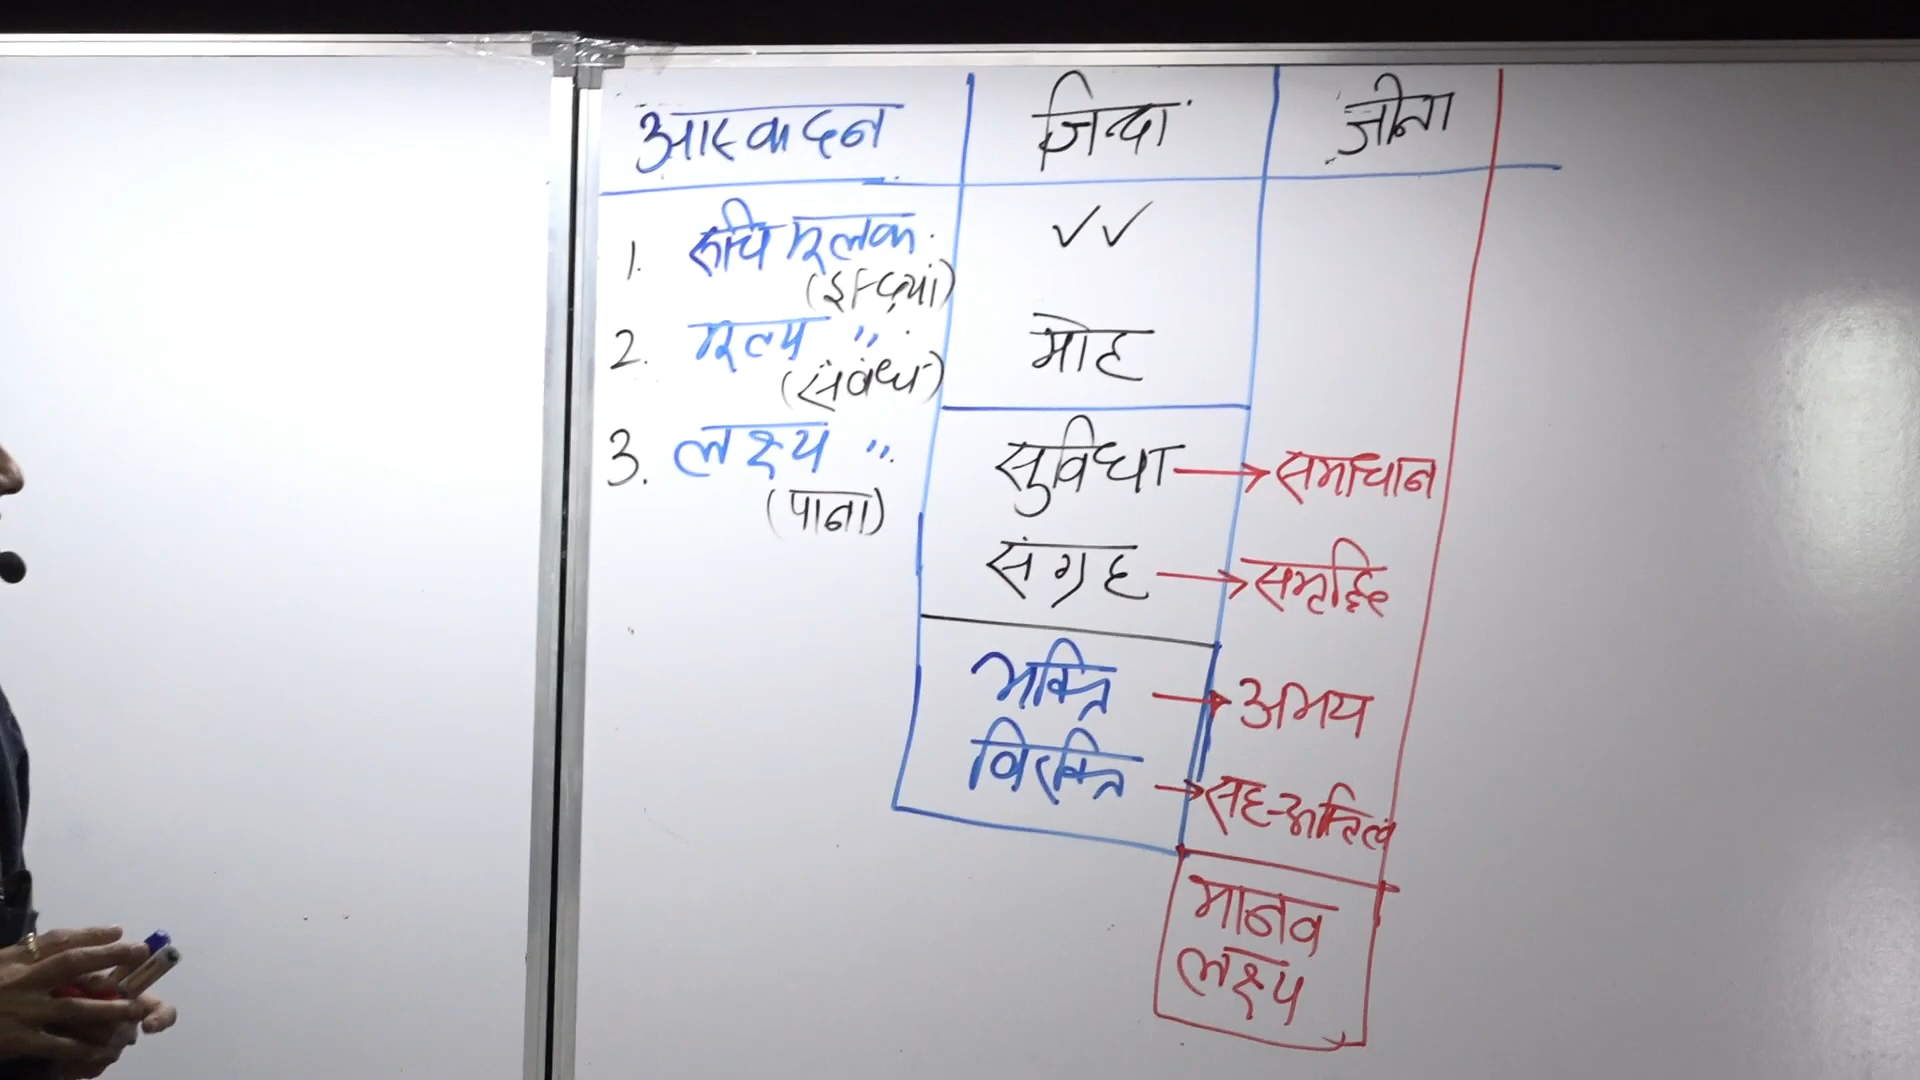 आस्वादन जिन्दा जीना
1. रूचि मूलक ✓✓
(इन्द्रियां)
2. मूल्य " मोह
(संबंध)
3. लक्ष्य " सुविधा → समाधान
(पाना)
संग्रह → समृद्धि
भक्ति → अभय
विरक्ति → सह-अस्तित्व
मानव
लक्ष्य